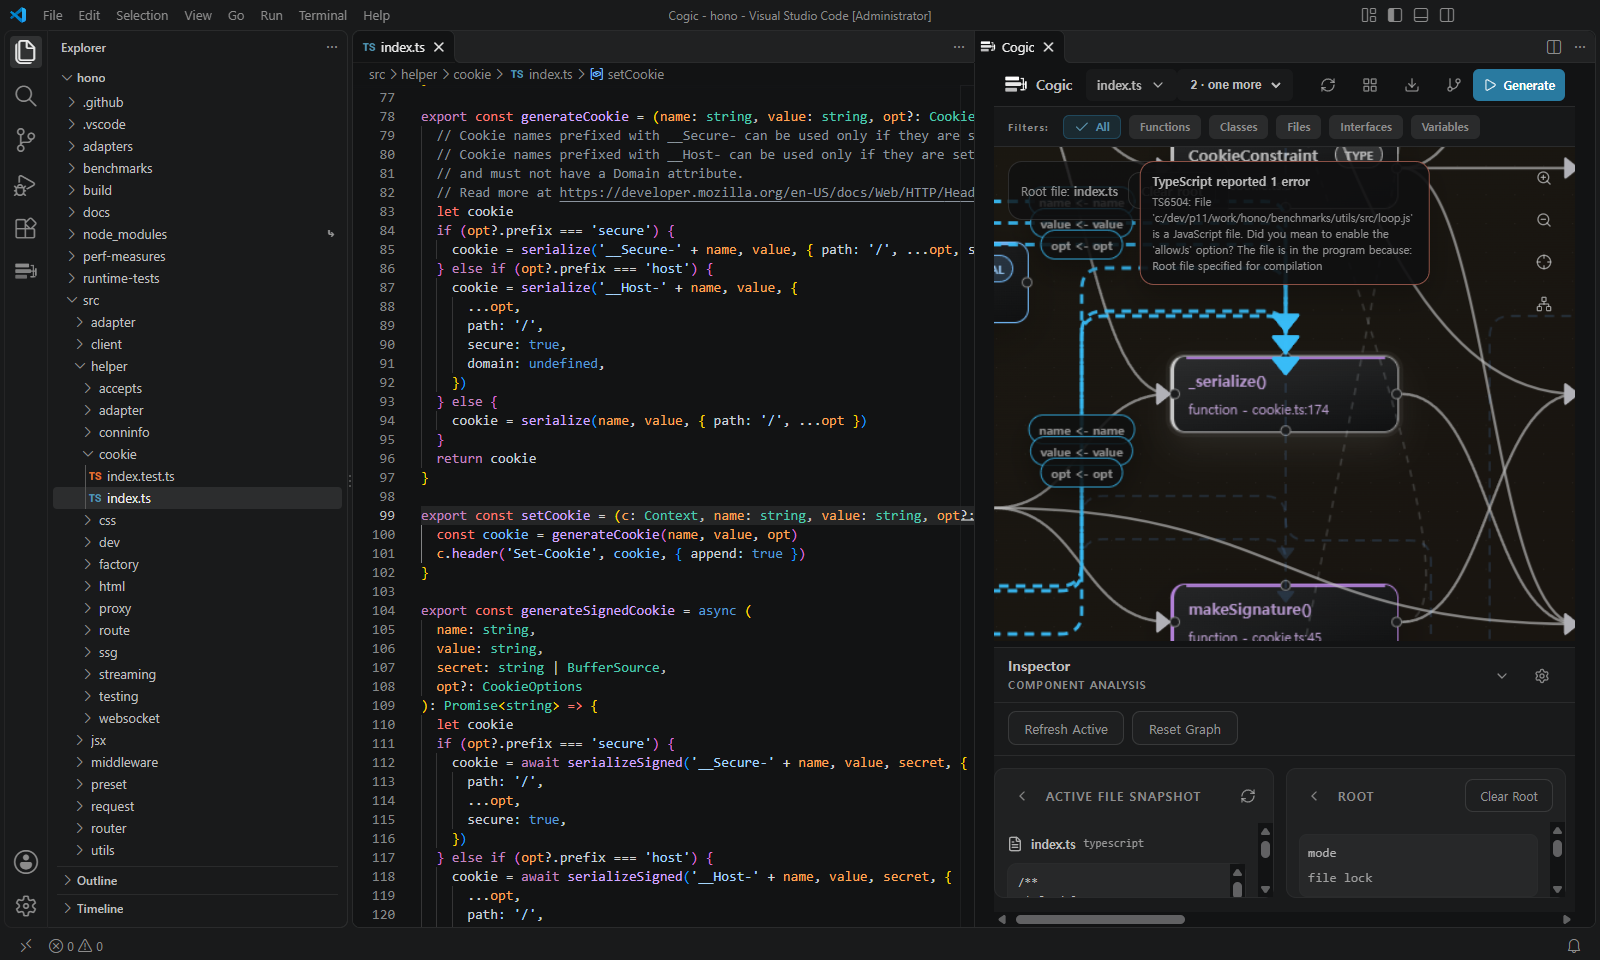 File Edit Selection View Go Run Terminal Help
Cogic - hono - Visual Studio Code [Administrator]
Explorer
hono
.github
.vscode
adapters
benchmarks
build
docs
node_modules
perf-measures
runtime-tests
src
adapter
client
helper
accepts
adapter
conninfo
cookie
TS index.test.ts
TS index.ts
css
dev
factory
html
proxy
route
ssg
streaming
testing
websocket
jsx
middleware
preset
request
router
utils
Outline
Timeline
0 0
TS index.ts
src > helper > cookie > TS index.ts > setCookie
77
78 export const generateCookie = (name: string, value: string, opt?: Cookie
79 // Cookie names prefixed with __Secure- can be used only if they are s
80 // Cookie names prefixed with __Host- can be used only if they are set
81 // and must not have a Domain attribute.
82 // Read more at https://developer.mozilla.org/en-US/docs/Web/HTTP/Head
83 let cookie
84 if (opt?.prefix === 'secure') {
85 cookie = serialize('__Secure-' + name, value, { path: '/', ...opt, s
86 } else if (opt?.prefix === 'host') {
87 cookie = serialize('__Host-' + name, value, {
88 ...opt,
89 path: '/',
90 secure: true,
91 domain: undefined,
92 })
93 } else {
94 cookie = serialize(name, value, { path: '/', ...opt })
95 }
96 return cookie
97 }
98
99 export const setCookie = (c: Context, name: string, value: string, opt?:
100 const cookie = generateCookie(name, value, opt)
101 c.header('Set-Cookie', cookie, { append: true })
102 }
103
104 export const generateSignedCookie = async (
105 name: string,
106 value: string,
107 secret: string | BufferSource,
108 opt?: CookieOptions
109 ): Promise<string> => {
110 let cookie
111 if (opt?.prefix === 'secure') {
112 cookie = await serializeSigned('__Secure-' + name, value, secret, {
113 path: '/',
114 ...opt,
115 secure: true,
116 })
117 } else if (opt?.prefix === 'host') {
118 cookie = await serializeSigned('__Host-' + name, value, secret, {
119 ...opt,
120 path: '/',
Cogic
Cogic index.ts 2 · one more Generate
Filters: All Functions Classes Files Interfaces Variables
CookieConstraint TYPE
Root file: index.ts
TypeScript reported 1 error
TS6504: File
'c:/dev/p11/work/hono/benchmarks/utils/src/loop.js'
is a JavaScript file. Did you mean to enable the
'allowJs' option? The file is in the program because:
Root file specified for compilation
name <- name
value <- value
opt <- opt
AL
_serialize()
function - cookie.ts:174
name <- name
value <- value
opt <- opt
makeSignature()
function - cookie.ts:45
Inspector
COMPONENT ANALYSIS
Refresh Active Reset Graph
ACTIVE FILE SNAPSHOT
index.ts typescript
/**
ROOT Clear Root
mode
file lock